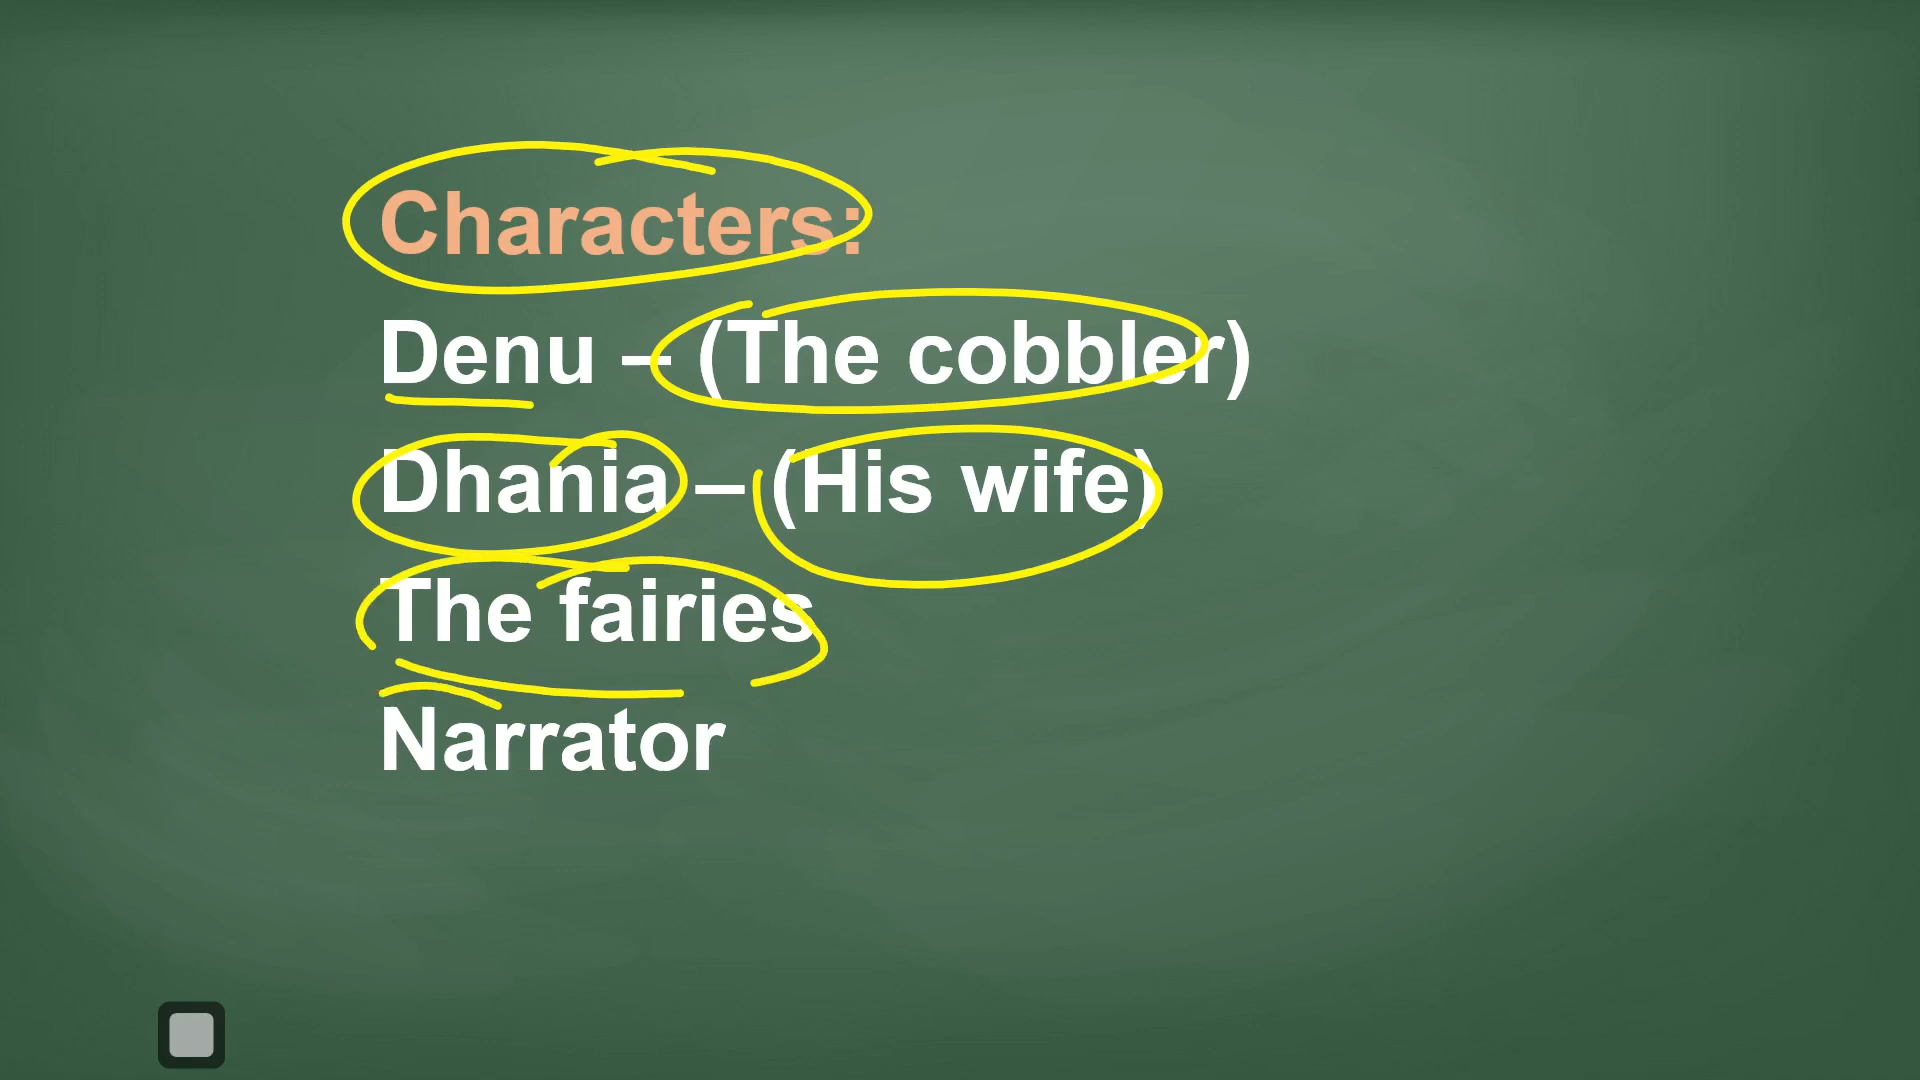 Characters:
Denu – (The cobbler)
Dhania – (His wife)
The fairies
Narrator